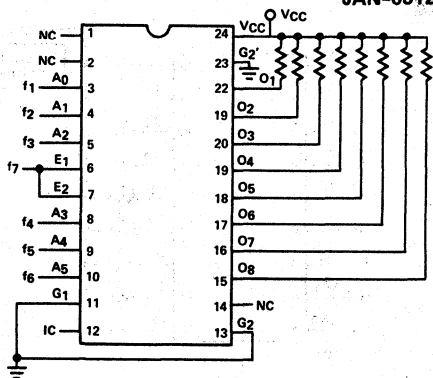 VCC
NC 1 24 VCC
NC 2 23 G2'
f1 A0 3 22 O1
f2 A1 4 19 O2
f3 A2 5 20 O3
f7 E1 6 19 O4
E2 7 18 O5
f4 A3 8 17 O6
f5 A4 9 16 O7
f6 A5 10 15 O8
G1 11 14 NC
IC 12 13 G2